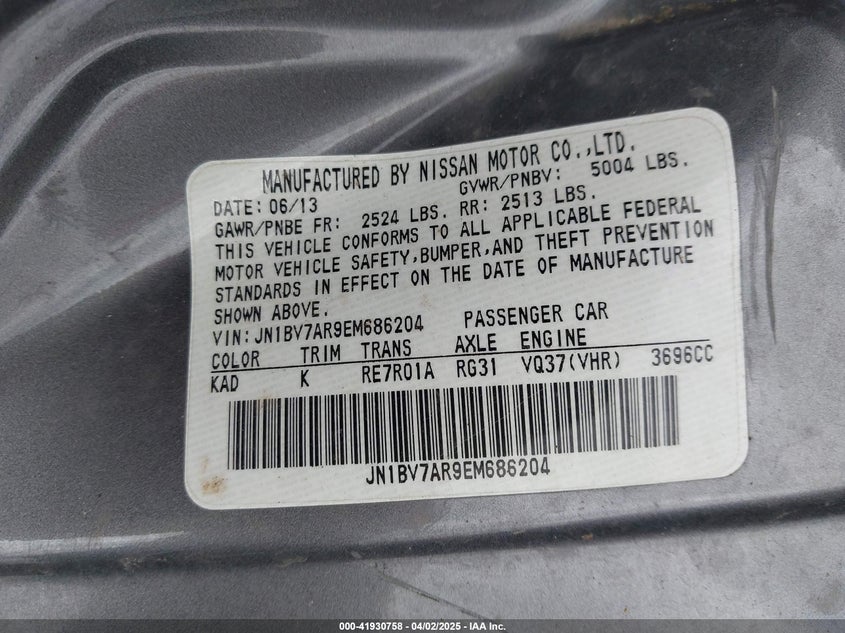 MANUFACTURED BY NISSAN MOTOR CO.,LTD.
DATE: 06/13 GVWR/PNBV: 5004 LBS.
GAWR/PNBE FR: 2524 LBS. RR: 2513 LBS.
THIS VEHICLE CONFORMS TO ALL APPLICABLE FEDERAL
MOTOR VEHICLE SAFETY,BUMPER,AND THEFT PREVENTION
STANDARDS IN EFFECT ON THE DATE OF MANUFACTURE
SHOWN ABOVE.
VIN:JN1BV7AR9EM686204 PASSENGER CAR
COLOR TRIM TRANS AXLE ENGINE
KAD K RE7R01A RG31 VQ37(VHR) 3696CC
JN1BV7AR9EM686204
000-41930758 - 04/02/2025 - IAA Inc.